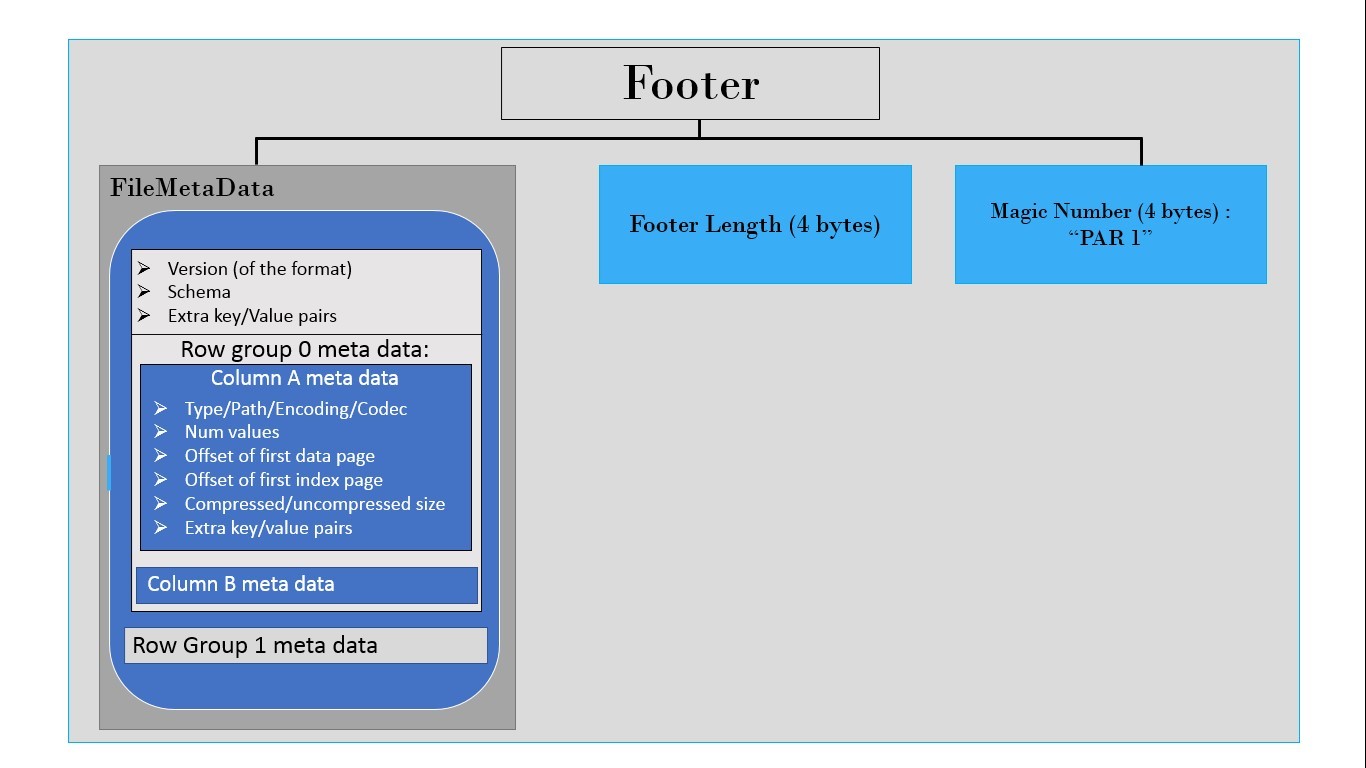 Footer
FileMetaData
Version (of the format)
Schema
Extra key/Value pairs
Row group 0 meta data:
Column A meta data
Type/Path/Encoding/Codec
Num values
Offset of first data page
Offset of first index page
Compressed/uncompressed size
Extra key/value pairs
Column B meta data
Row Group 1 meta data
Footer Length (4 bytes)
Magic Number (4 bytes) :
“PAR 1”